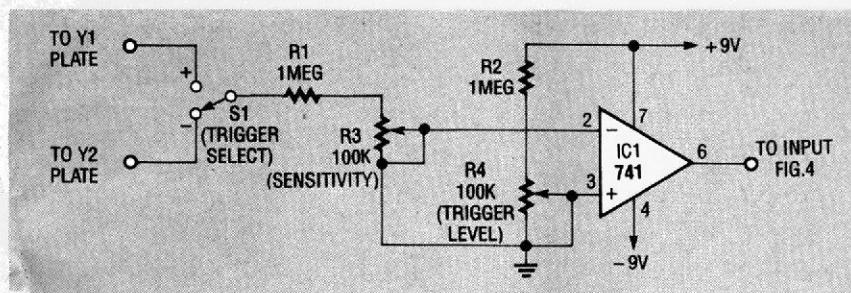 TO Y1
PLATE
+
S1
(TRIGGER
SELECT)
−
TO Y2
PLATE
R1
1MEG
R3
100K
(SENSITIVITY)
R2
1MEG
R4
100K
(TRIGGER
LEVEL)
+9V
7
2
−
IC1
741
3
+
6
4
−9V
TO INPUT
FIG.4